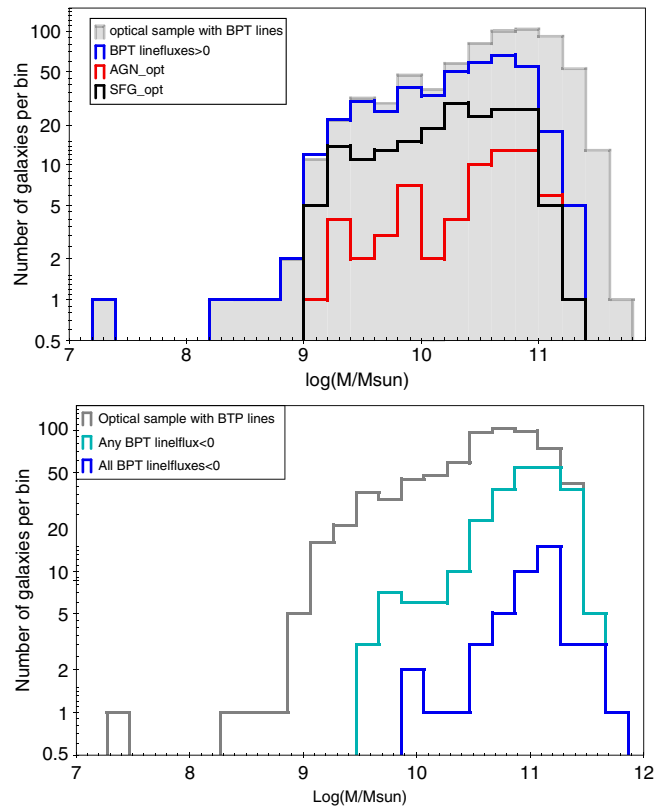 optical sample with BPT lines
BPT linefluxes>0
AGN_opt
SFG_opt
Number of galaxies per bin
100
50
20
10
5
2
1
0.5
7 8 9 10 11
log(M/Msun)
Optical sample with BTP lines
Any BPT linelflux<0
All BPT linelfluxes<0
Number of galaxies per bin
100
50
20
10
5
2
1
0.5
7 8 9 10 11 12
Log(M/Msun)